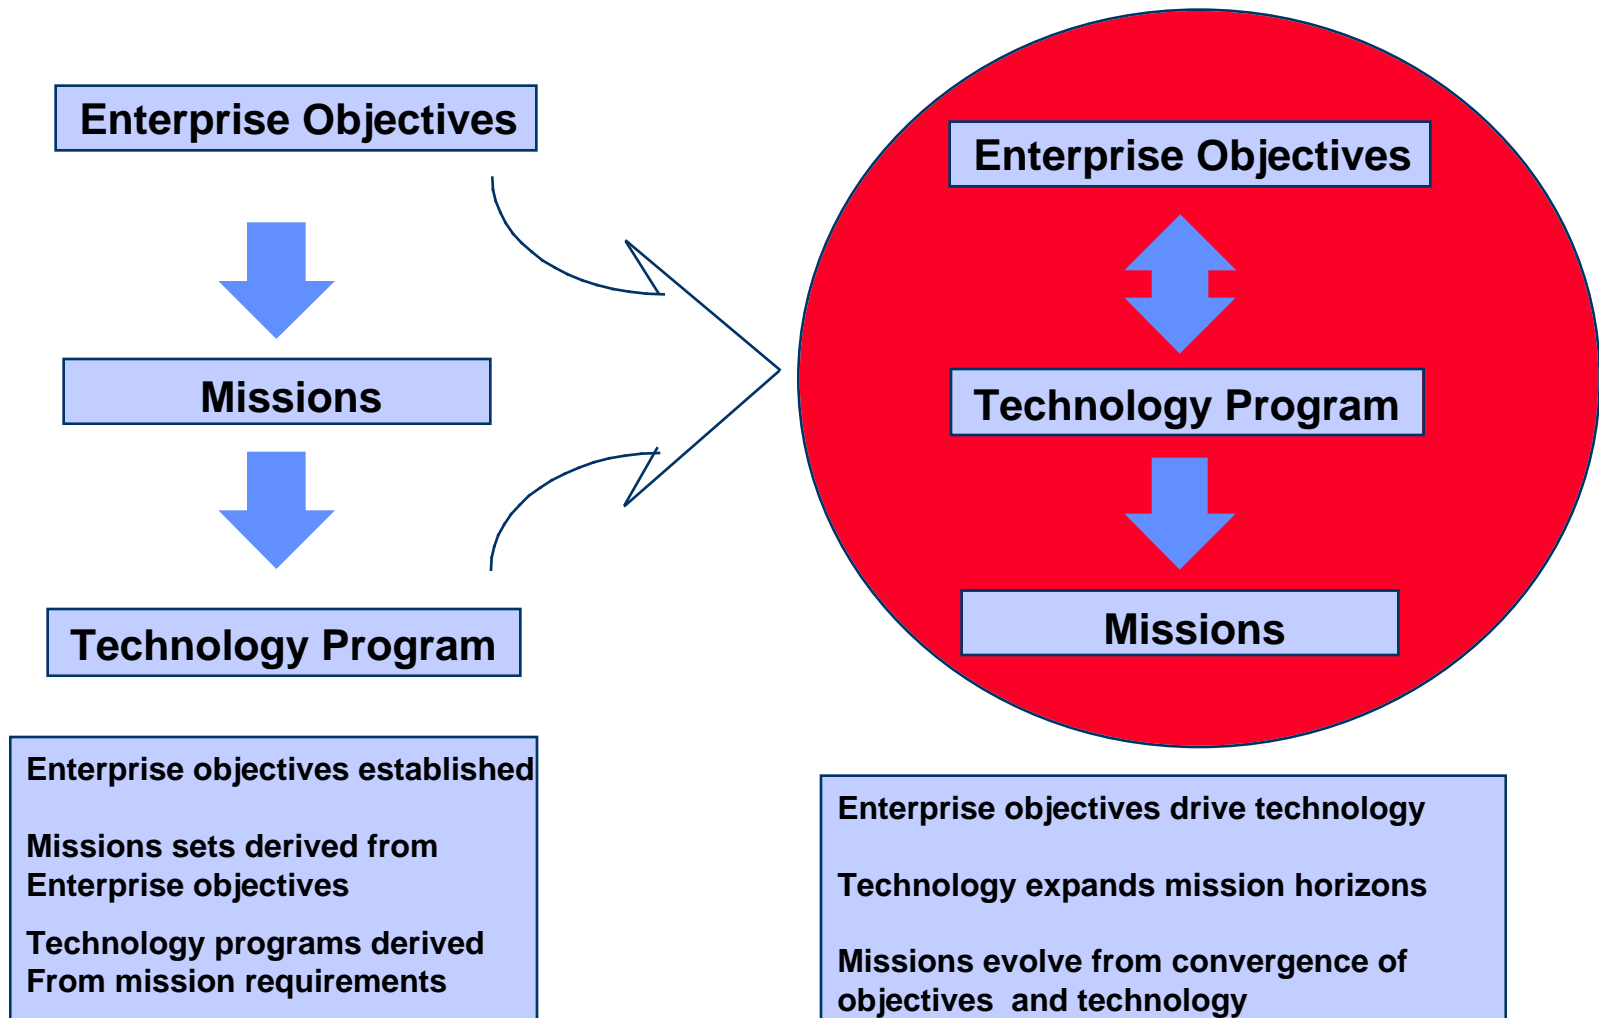 Enterprise Objectives
Missions
Technology Program
Enterprise objectives established
Missions sets derived from
Enterprise objectives
Technology programs derived
From mission requirements
Enterprise Objectives
Technology Program
Missions
Enterprise objectives drive technology
Technology expands mission horizons
Missions evolve from convergence of
objectives and technology